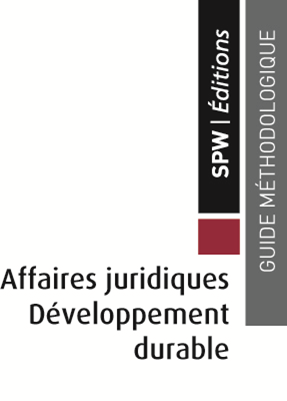 SPW | Éditions
GUIDE MÉTHODOLOGIQUE
Affaires juridiques
Développement
durable